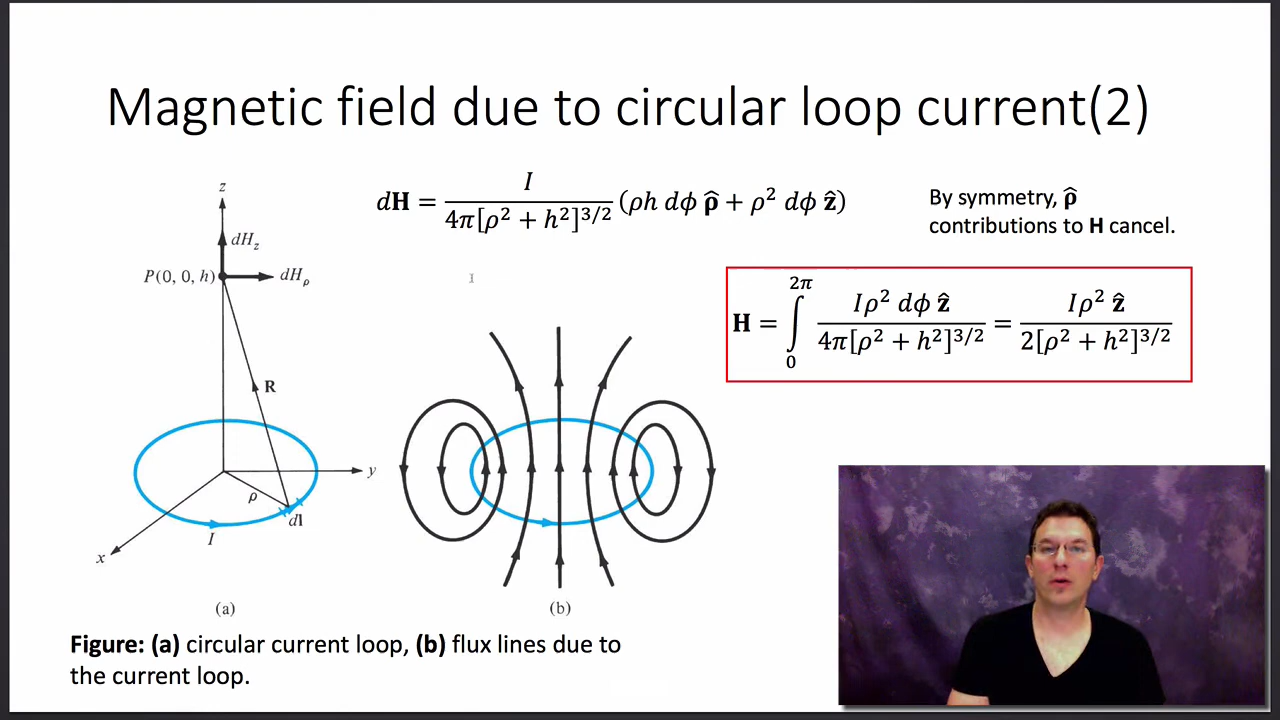 Magnetic field due to circular loop current(2)
d𝐇 = I / 4π[ρ² + h²]^{3/2} (ρh dϕ 𝛒̂ + ρ² dϕ 𝐳̂)
By symmetry, 𝛒̂
contributions to 𝐇 cancel.
𝐇 = ∫₀^{2π} Iρ² dϕ 𝐳̂ / 4π[ρ² + h²]^{3/2} = Iρ² 𝐳̂ / 2[ρ² + h²]^{3/2}
z
dH_z
P(0, 0, h)
dH_ρ
R
y
ρ
dl
I
x
(a)
(b)
Figure: (a) circular current loop, (b) flux lines due to
the current loop.